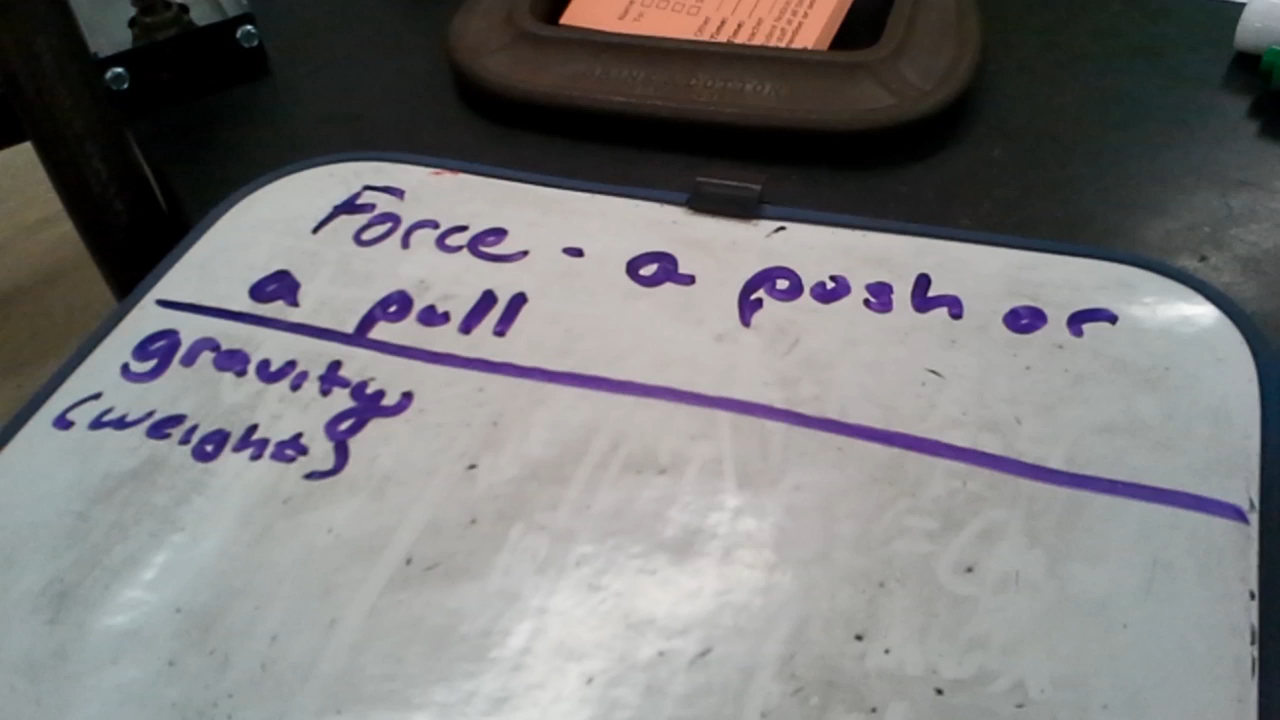 Force - a push or
a pull
gravity
(weight)